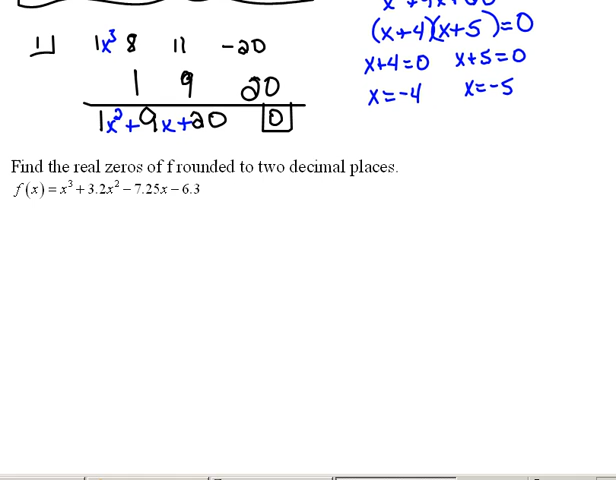 (x+4)(x+5)=0
1⅃ 1x³ 8 11 -20
x+4=0 x+5=0
1 9 20
x=-4 x=-5
1x²+9x+20 0
Find the real zeros of f rounded to two decimal places.
f(x) = x³ + 3.2x² − 7.25x − 6.3